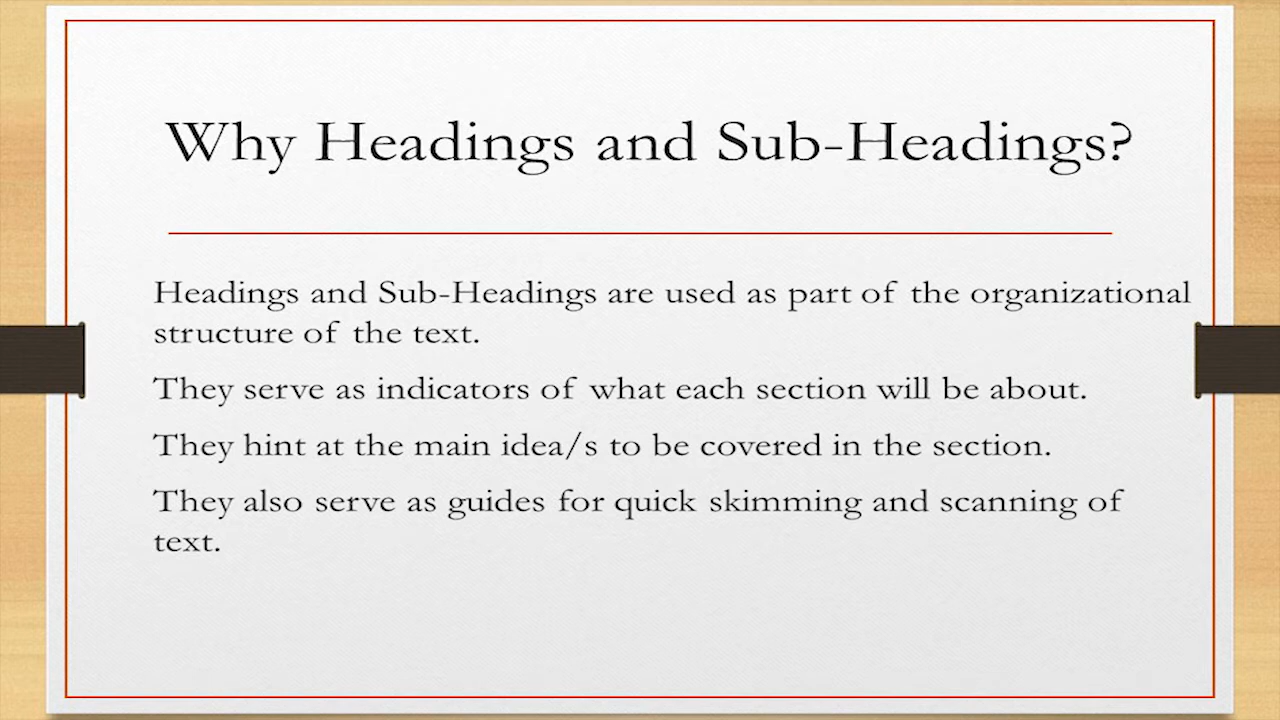 Why Headings and Sub-Headings?
Headings and Sub-Headings are used as part of the organizational
structure of the text.
They serve as indicators of what each section will be about.
They hint at the main idea/s to be covered in the section.
They also serve as guides for quick skimming and scanning of
text.